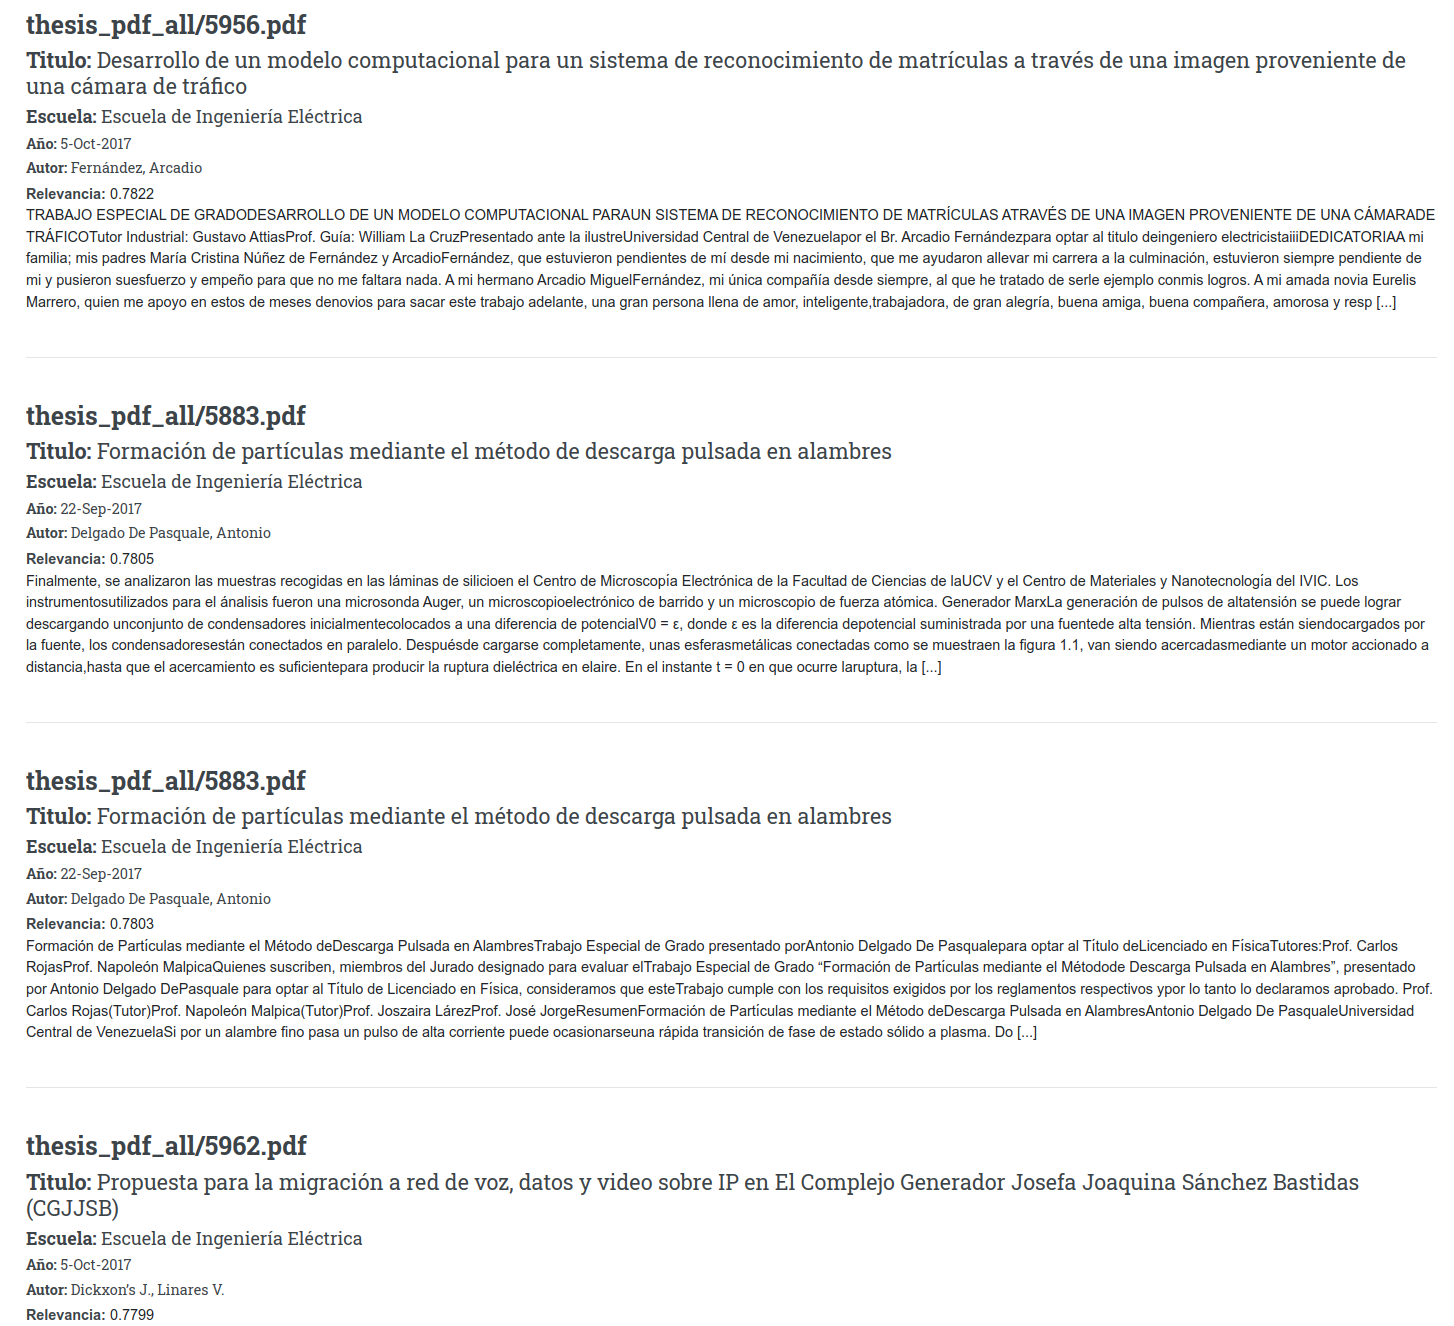 thesis_pdf_all/5956.pdf
Titulo: Desarrollo de un modelo computacional para un sistema de reconocimiento de matrículas a través de una imagen proveniente de
una cámara de tráfico
Escuela: Escuela de Ingeniería Eléctrica
Año: 5-Oct-2017
Autor: Fernández, Arcadio
Relevancia: 0.7822
TRABAJO ESPECIAL DE GRADODESARROLLO DE UN MODELO COMPUTACIONAL PARAUN SISTEMA DE RECONOCIMIENTO DE MATRÍCULAS ATRAVÉS DE UNA IMAGEN PROVENIENTE DE UNA CÁMARADE
TRÁFICOTutor Industrial: Gustavo AttiasProf. Guía: William La CruzPresentado ante la ilustreUniversidad Central de Venezuelapor el Br. Arcadio Fernándezpara optar al titulo deingeniero electricistaiiiDEDICATORIAA mi
familia; mis padres María Cristina Núñez de Fernández y ArcadioFernández, que estuvieron pendientes de mí desde mi nacimiento, que me ayudaron allevar mi carrera a la culminación, estuvieron siempre pendiente de
mi y pusieron suesfuerzo y empeño para que no me faltara nada. A mi hermano Arcadio MiguelFernández, mi única compañía desde siempre, al que he tratado de serle ejemplo conmis logros. A mi amada novia Eurelis
Marrero, quien me apoyo en estos de meses denovios para sacar este trabajo adelante, una gran persona llena de amor, inteligente,trabajadora, de gran alegría, buena amiga, buena compañera, amorosa y resp [...]
thesis_pdf_all/5883.pdf
Titulo: Formación de partículas mediante el método de descarga pulsada en alambres
Escuela: Escuela de Ingeniería Eléctrica
Año: 22-Sep-2017
Autor: Delgado De Pasquale, Antonio
Relevancia: 0.7805
Finalmente, se analizaron las muestras recogidas en las láminas de silicioen el Centro de Microscopía Electrónica de la Facultad de Ciencias de laUCV y el Centro de Materiales y Nanotecnología del IVIC. Los
instrumentosutilizados para el ánalisis fueron una microsonda Auger, un microscopioelectrónico de barrido y un microscopio de fuerza atómica. Generador MarxLa generación de pulsos de altatensión se puede lograr
descargando unconjunto de condensadores inicialmentecolocados a una diferencia de potencialV0 = ε, donde ε es la diferencia depotencial suministrada por una fuentede alta tensión. Mientras están siendocargados por
la fuente, los condensadoresestán conectados en paralelo. Despuésde cargarse completamente, unas esferasmetálicas conectadas como se muestraen la figura 1.1, van siendo acercadasmediante un motor accionado a
distancia,hasta que el acercamiento es suficientepara producir la ruptura dieléctrica en elaire. En el instante t = 0 en que ocurre laruptura, la [...]
thesis_pdf_all/5883.pdf
Titulo: Formación de partículas mediante el método de descarga pulsada en alambres
Escuela: Escuela de Ingeniería Eléctrica
Año: 22-Sep-2017
Autor: Delgado De Pasquale, Antonio
Relevancia: 0.7803
Formación de Partículas mediante el Método deDescarga Pulsada en AlambresTrabajo Especial de Grado presentado porAntonio Delgado De Pasqualepara optar al Título deLicenciado en FísicaTutores:Prof. Carlos
RojasProf. Napoleón MalpicaQuienes suscriben, miembros del Jurado designado para evaluar elTrabajo Especial de Grado “Formación de Partículas mediante el Métodode Descarga Pulsada en Alambres”, presentado
por Antonio Delgado DePasquale para optar al Título de Licenciado en Física, consideramos que esteTrabajo cumple con los requisitos exigidos por los reglamentos respectivos ypor lo tanto lo declaramos aprobado. Prof.
Carlos Rojas(Tutor)Prof. Napoleón Malpica(Tutor)Prof. Joszaira LárezProf. José JorgeResumenFormación de Partículas mediante el Método deDescarga Pulsada en AlambresAntonio Delgado De PasqualeUniversidad
Central de VenezuelaSi por un alambre fino pasa un pulso de alta corriente puede ocasionarseuna rápida transición de fase de estado sólido a plasma. Do [...]
thesis_pdf_all/5962.pdf
Titulo: Propuesta para la migración a red de voz, datos y video sobre IP en El Complejo Generador Josefa Joaquina Sánchez Bastidas
(CGJJSB)
Escuela: Escuela de Ingeniería Eléctrica
Año: 5-Oct-2017
Autor: Dickxon’s J., Linares V.
Relevancia: 0.7799